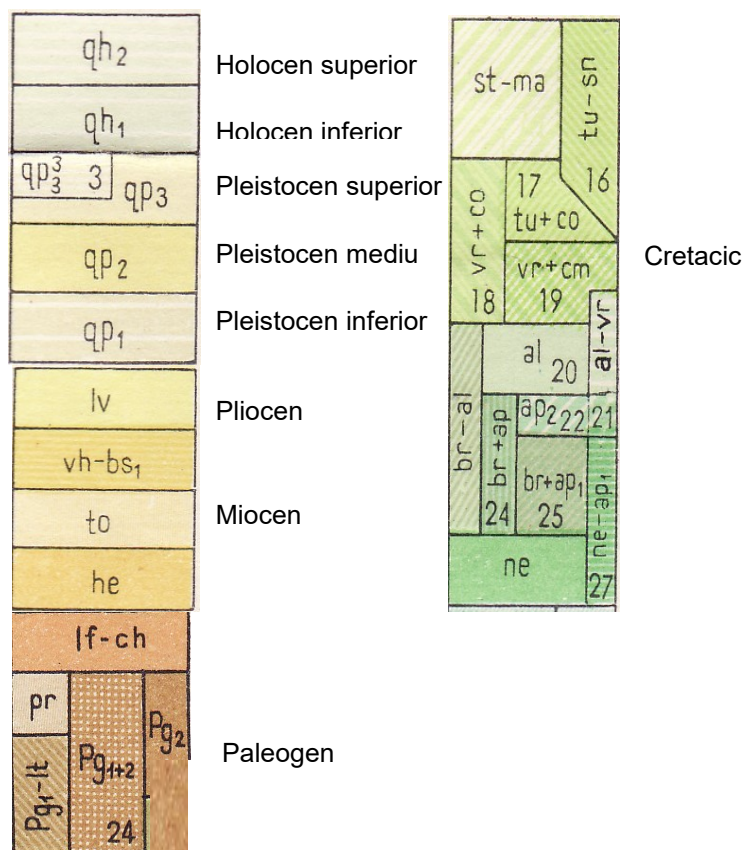 qh₂ Holocen superior
qh₁ Holocen inferior
qp³₃ 3 qp3 Pleistocen superior
qp₂ Pleistocen mediu
qp₁ Pleistocen inferior
lv Pliocen
vh-bs₁
to Miocen
he
lf-ch
pr
Pg₁-lt
Pg₁₊₂
24
Pg₂
Paleogen
st-ma
tu-sn
16
17
tu+co
vr+co
18
vr+cm
19
Cretacic
al-vr
21
al 20
br-al
br+ap
24
ap₂ 22
br+ap₁
25
ne-ap₁
27
ne